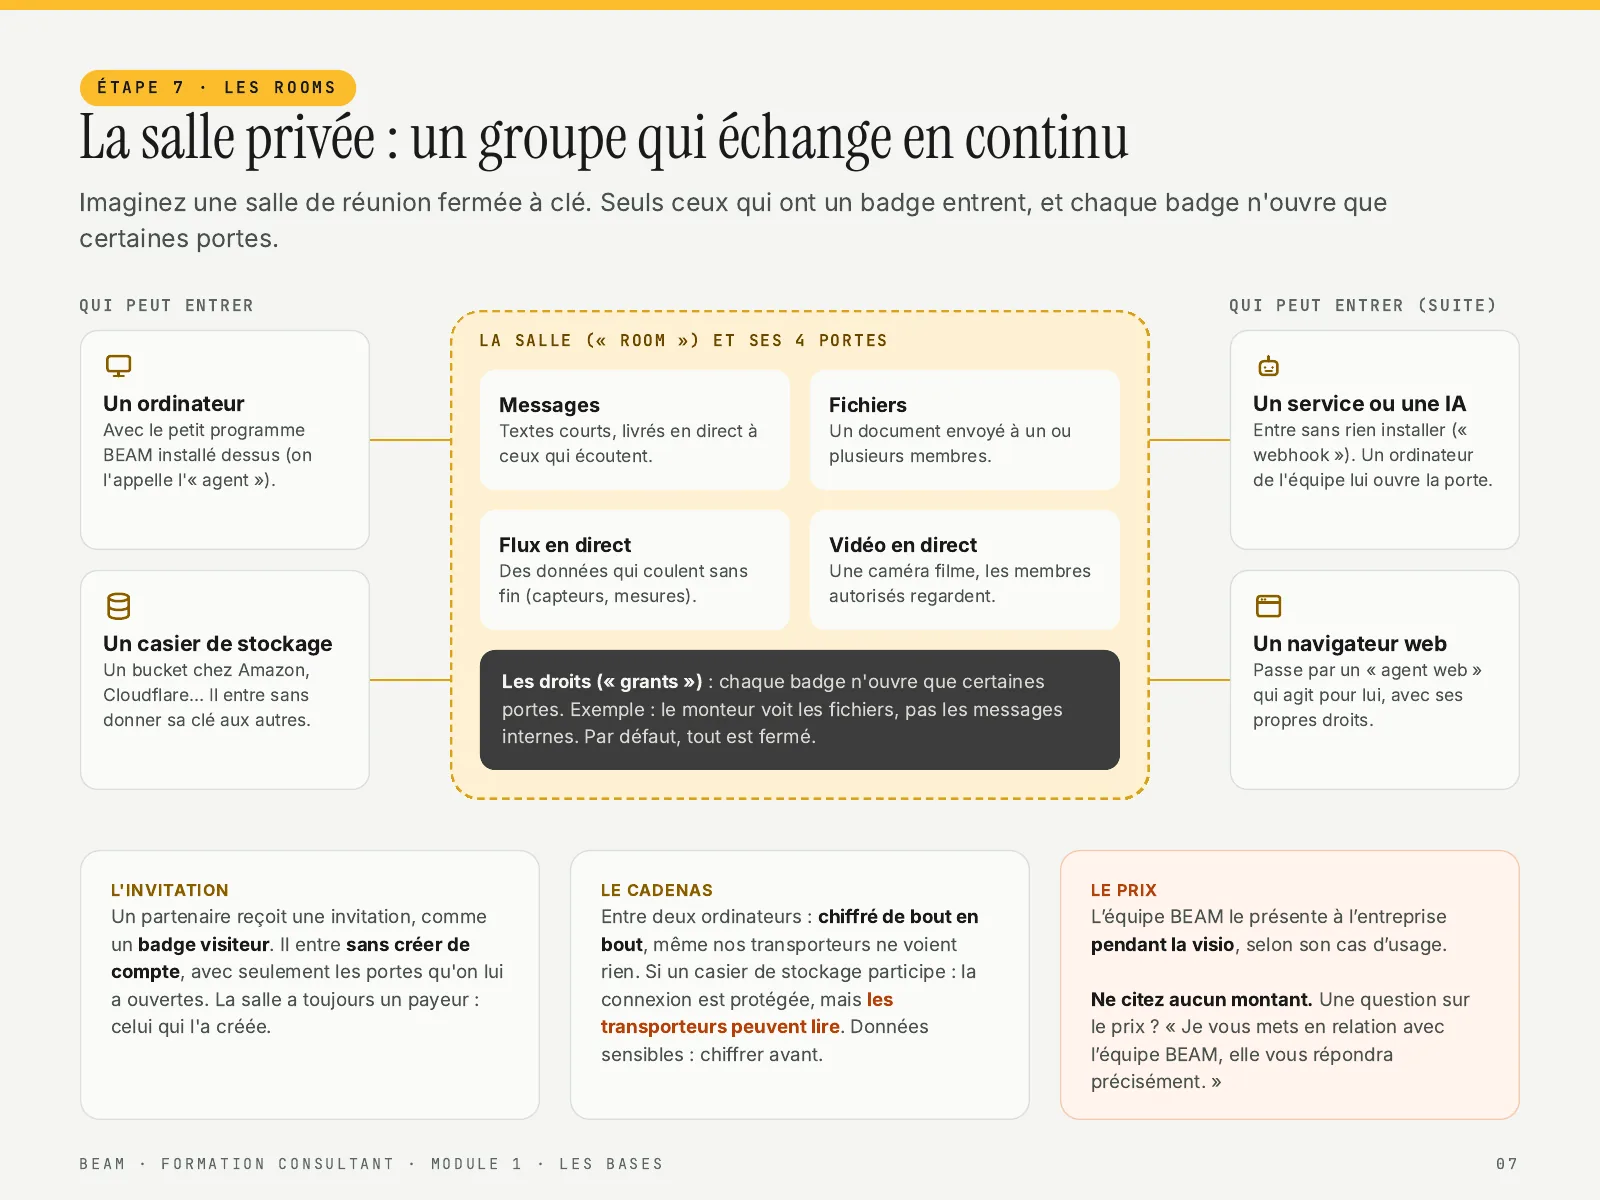 ÉTAPE 7 · LES ROOMS
La salle privée : un groupe qui échange en continu
Imaginez une salle de réunion fermée à clé. Seuls ceux qui ont un badge entrent, et chaque badge n'ouvre que
certaines portes.
QUI PEUT ENTRER
Un ordinateur
Avec le petit programme
BEAM installé dessus (on
l'appelle l'« agent »).
Un casier de stockage
Un bucket chez Amazon,
Cloudflare... Il entre sans
donner sa clé aux autres.
LA SALLE (« ROOM ») ET SES 4 PORTES
Messages
Textes courts, livrés en direct à
ceux qui écoutent.
Fichiers
Un document envoyé à un ou
plusieurs membres.
Flux en direct
Des données qui coulent sans
fin (capteurs, mesures).
Vidéo en direct
Une caméra filme, les membres
autorisés regardent.
Les droits (« grants ») : chaque badge n'ouvre que certaines
portes. Exemple : le monteur voit les fichiers, pas les messages
internes. Par défaut, tout est fermé.
QUI PEUT ENTRER (SUITE)
Un service ou une IA
Entre sans rien installer («
webhook »). Un ordinateur
de l'équipe lui ouvre la porte.
Un navigateur web
Passe par un « agent web »
qui agit pour lui, avec ses
propres droits.
L'INVITATION
Un partenaire reçoit une invitation, comme
un badge visiteur. Il entre sans créer de
compte, avec seulement les portes qu'on lui
a ouvertes. La salle a toujours un payeur :
celui qui l'a créée.
LE CADENAS
Entre deux ordinateurs : chiffré de bout en
bout, même nos transporteurs ne voient
rien. Si un casier de stockage participe : la
connexion est protégée, mais les
transporteurs peuvent lire. Données
sensibles : chiffrer avant.
LE PRIX
L’équipe BEAM le présente à l’entreprise
pendant la visio, selon son cas d’usage.
Ne citez aucun montant. Une question sur
le prix ? « Je vous mets en relation avec
l’équipe BEAM, elle vous répondra
précisément. »
BEAM · FORMATION CONSULTANT · MODULE 1 · LES BASES
07